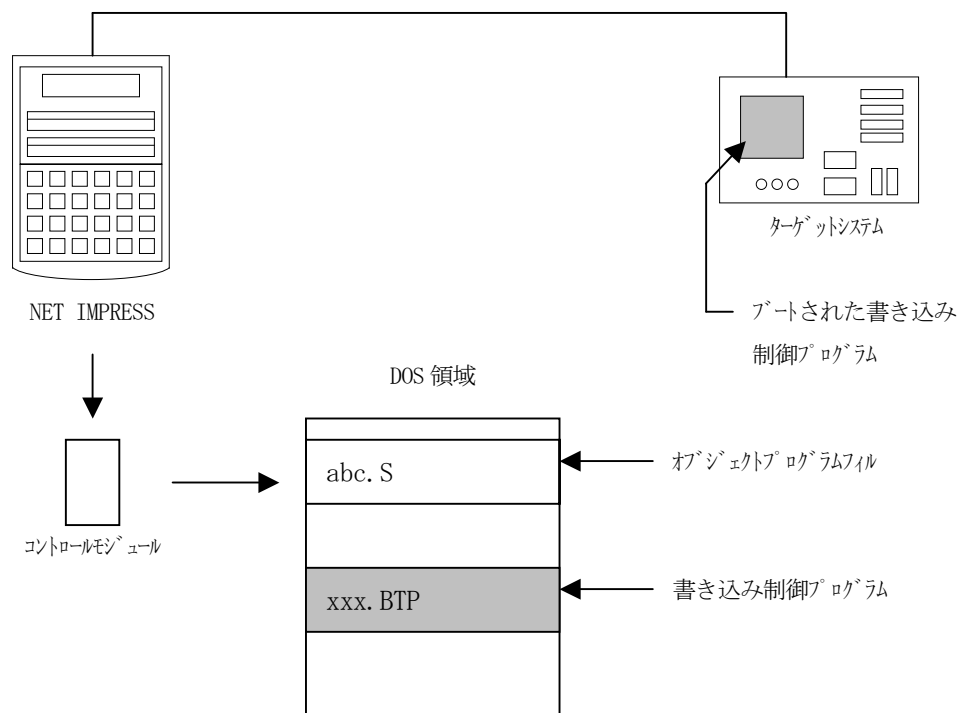 ﾀｰｹﾞｯﾄｼｽﾃﾑ
NET IMPRESS
ﾌﾞｰﾄされた書き込み
制御ﾌﾟﾛｸﾞﾗﾑ
DOS 領域
abc.S
ｵﾌﾞｼﾞｪｸﾄﾌﾟﾛｸﾞﾗﾑﾌｧｲﾙ
ｺﾝﾄﾛｰﾙﾓｼﾞｭｰﾙ
xxx.BTP
書き込み制御ﾌﾟﾛｸﾞﾗﾑ